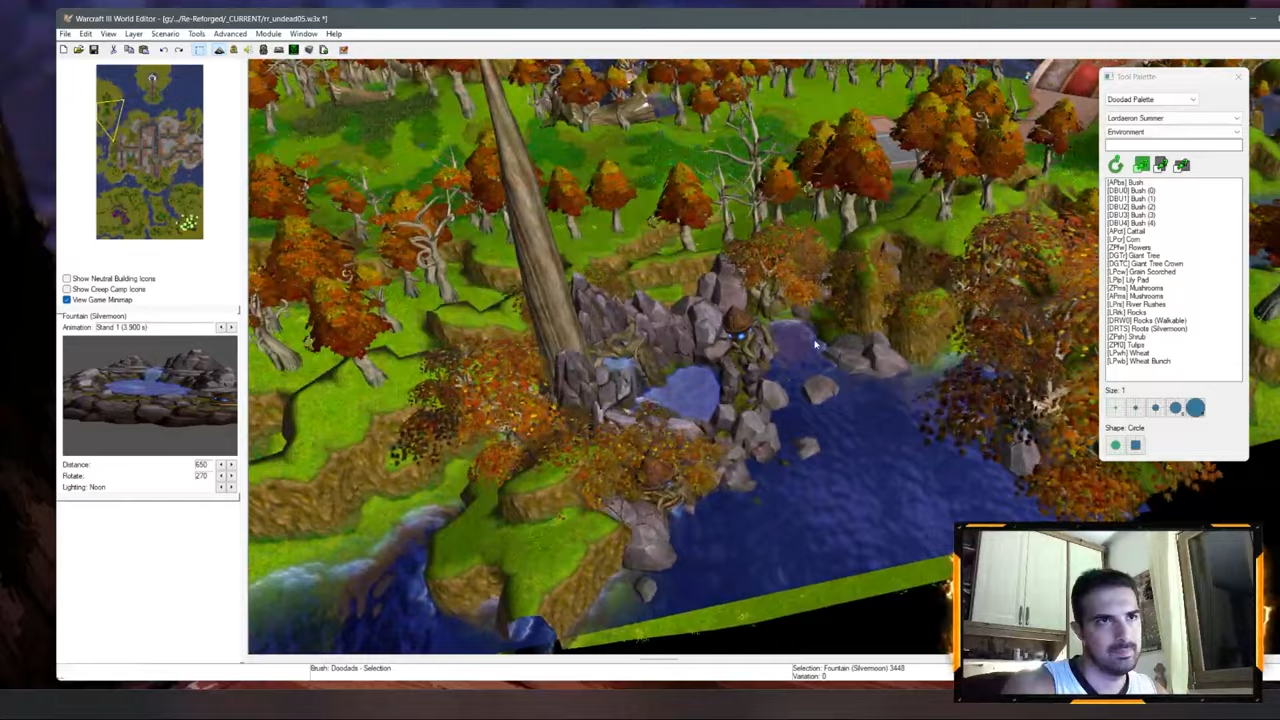 Warcraft III World Editor - [g:/../Re-Reforged/_CURRENT/rr_undead05.w3x *]
File Edit View Layer Scenario Tools Advanced Module Window Help
Show Neutral Building Icons
Show Creep Camp Icons
View Game Minimap
Fountain (Silvermoon)
Animation: Stand 1 (3.900 s)
Distance: 650
Rotate: 270
Lighting: Noon
Tool Palette
Doodad Palette
Lordaeron Summer
Environment
[APbs] Bush
[DBU0] Bush (0)
[DBU1] Bush (1)
[DBU2] Bush (2)
[DBU3] Bush (3)
[DBU4] Bush (4)
[APct] Cattail
[LPcr] Corn
[ZPfw] Flowers
[DGTr] Giant Tree
[DGTC] Giant Tree Crown
[LPcw] Grain Scorched
[LPlp] Lily Pad
[ZPms] Mushrooms
[APms] Mushrooms
[LPrs] River Rushes
[LRrk] Rocks
[DRW0] Rocks (Walkable)
[DRTS] Roots (Silvermoon)
[ZPsh] Shrub
[ZPf0] Tulips
[LPwh] Wheat
[LPwb] Wheat Bunch
Size: 1
Shape: Circle
Brush: Doodads - Selection
Selection: Fountain (Silvermoon) 3448
Variation: 0